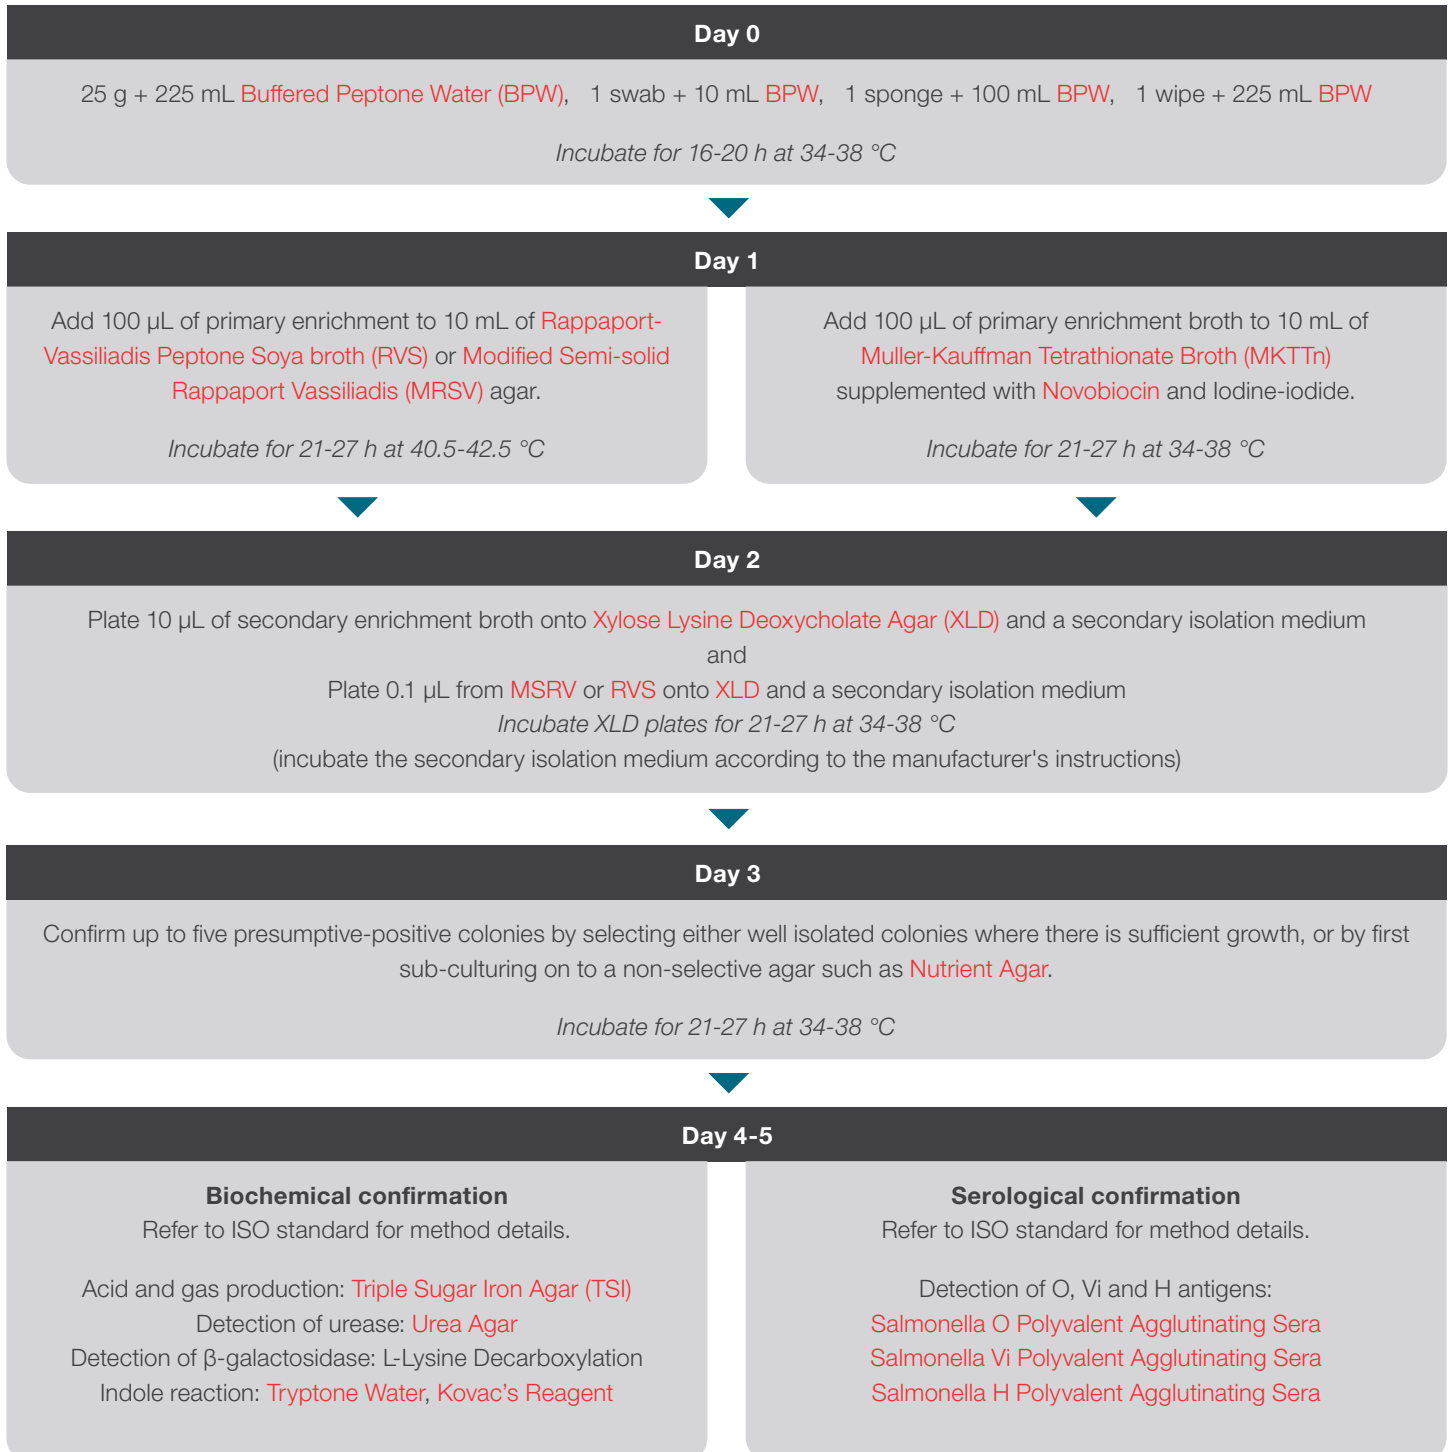 Day 0
25 g + 225 mL Buffered Peptone Water (BPW), 1 swab + 10 mL BPW, 1 sponge + 100 mL BPW, 1 wipe + 225 mL BPW
Incubate for 16-20 h at 34-38 °C
Day 1
Add 100 µL of primary enrichment to 10 mL of Rappaport-
Vassiliadis Peptone Soya broth (RVS) or Modified Semi-solid
Rappaport Vassiliadis (MRSV) agar.
Incubate for 21-27 h at 40.5-42.5 °C
Add 100 µL of primary enrichment broth to 10 mL of
Muller-Kauffman Tetrathionate Broth (MKTTn)
supplemented with Novobiocin and Iodine-iodide.
Incubate for 21-27 h at 34-38 °C
Day 2
Plate 10 µL of secondary enrichment broth onto Xylose Lysine Deoxycholate Agar (XLD) and a secondary isolation medium
and
Plate 0.1 µL from MSRV or RVS onto XLD and a secondary isolation medium
Incubate XLD plates for 21-27 h at 34-38 °C
(incubate the secondary isolation medium according to the manufacturer's instructions)
Day 3
Confirm up to five presumptive-positive colonies by selecting either well isolated colonies where there is sufficient growth, or by first
sub-culturing on to a non-selective agar such as Nutrient Agar.
Incubate for 21-27 h at 34-38 °C
Day 4-5
Biochemical confirmation
Refer to ISO standard for method details.
Acid and gas production: Triple Sugar Iron Agar (TSI)
Detection of urease: Urea Agar
Detection of β-galactosidase: L-Lysine Decarboxylation
Indole reaction: Tryptone Water, Kovac's Reagent
Serological confirmation
Refer to ISO standard for method details.
Detection of O, Vi and H antigens:
Salmonella O Polyvalent Agglutinating Sera
Salmonella Vi Polyvalent Agglutinating Sera
Salmonella H Polyvalent Agglutinating Sera